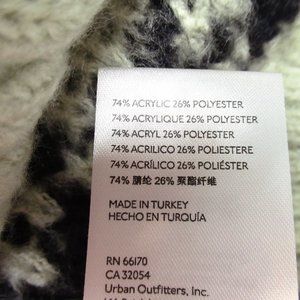 74% ACRYLIC 26% POLYESTER
74% ACRYLIQUE 26% POLYESTER
74% ACRYL 26% POLYESTER
74% ACRILICO 26% POLIESTERE
74% ACRÍLICO 26% POLIÉSTER
74% 腈纶 26% 聚酯纤维
MADE IN TURKEY
HECHO EN TURQUÍA
RN 66170
CA 32054
Urban Outfitters, Inc.